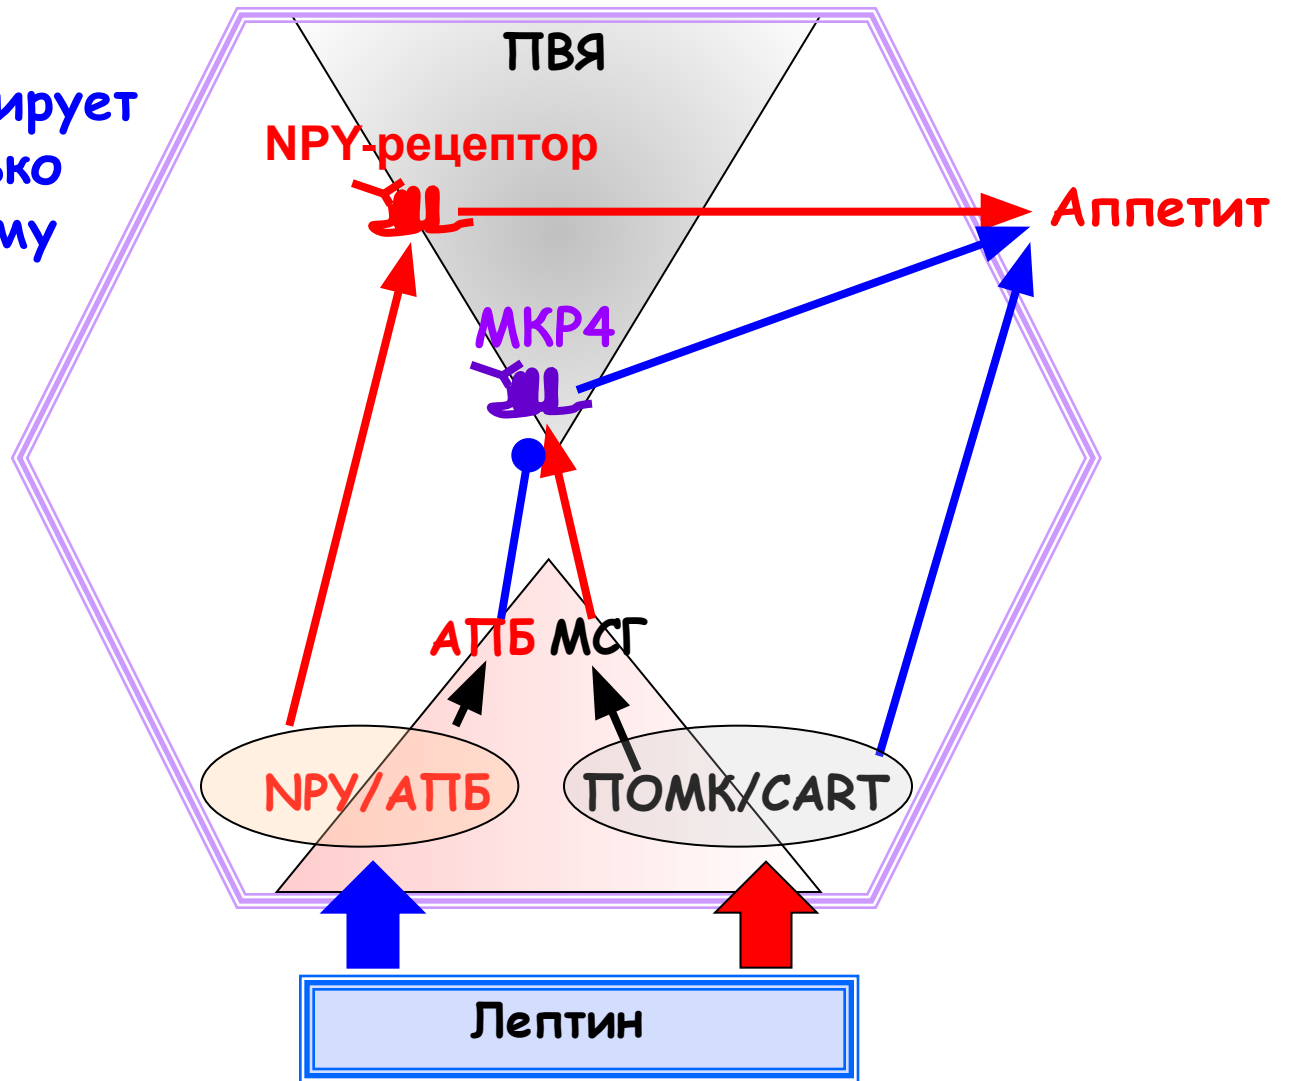 ПВЯ
ирует
ько
му
NPY-рецептор
Аппетит
МКР4
АПБ МСГ
NPY/АПБ
ПОМК/CART
Лептин